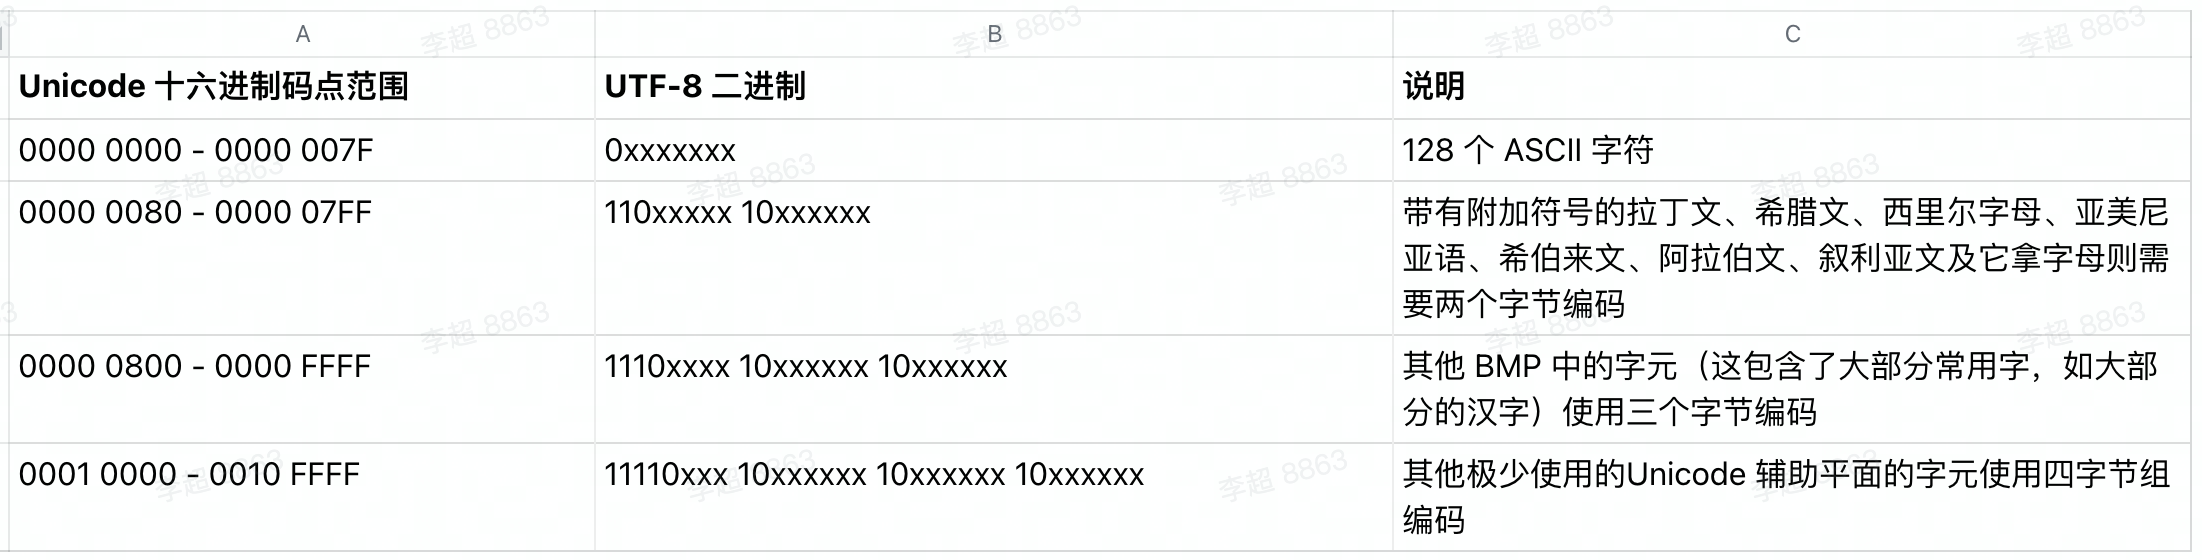 A B C
Unicode 十六进制码点范围 UTF-8 二进制 说明
0000 0000 - 0000 007F 0xxxxxxx 128 个 ASCII 字符
0000 0080 - 0000 07FF 110xxxxx 10xxxxxx 带有附加符号的拉丁文、希腊文、西里尔字母、亚美尼
亚语、希伯来文、阿拉伯文、叙利亚文及它拿字母则需
要两个字节编码
0000 0800 - 0000 FFFF 1110xxxx 10xxxxxx 10xxxxxx 其他 BMP 中的字元（这包含了大部分常用字，如大部
分的汉字）使用三个字节编码
0001 0000 - 0010 FFFF 11110xxx 10xxxxxx 10xxxxxx 10xxxxxx 其他极少使用的Unicode 辅助平面的字元使用四字节组
编码
李超 8863